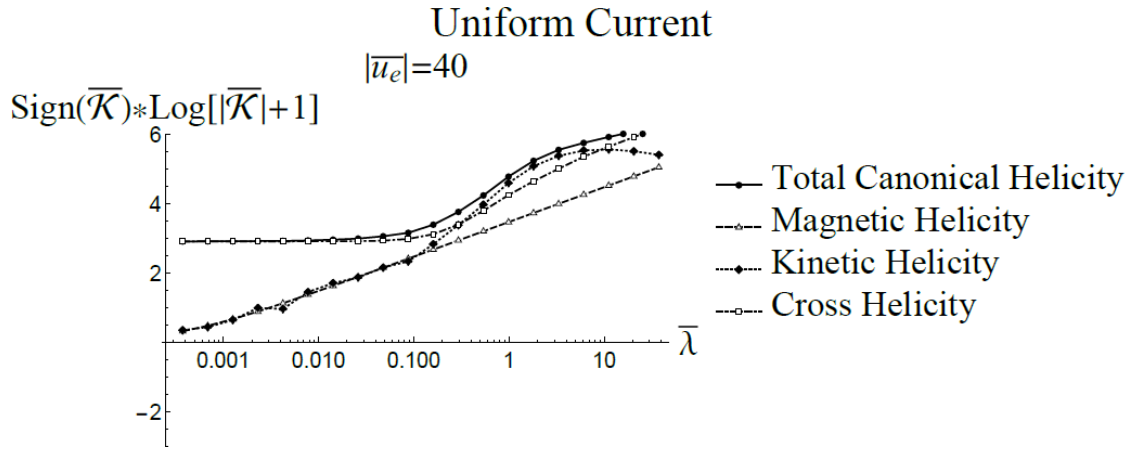 Uniform Current
|u̅ₑ|=40
Sign(K̅)*Log[|K̅|+1]
6
4
2
−2
0.001 0.010 0.100 1 10 λ̅
Total Canonical Helicity
Magnetic Helicity
Kinetic Helicity
Cross Helicity